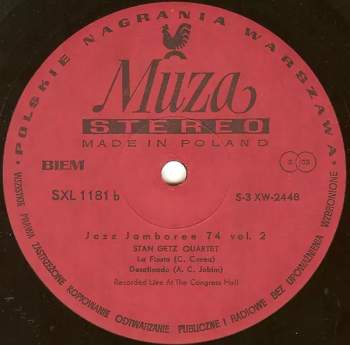 POLSKIE NAGRANIA WARSZAWA
Muza
STEREO
MADE IN POLAND
BIEM
SXL 1181 b
S-3 XW-2448
Jazz Jamboree 74 vol. 2
STAN GETZ QUARTET
La Fiesta (C. Corea)
Desafinado (A. C. Jobim)
Recorded Live At The Congress Hall
WSZELKIE PRAWA ZASTRZEŻONE KOPIOWANIE ODTWARZANIE PUBLICZNE I RADIOWE BEZ UPOWAŻNIENIA WZBRONIONE